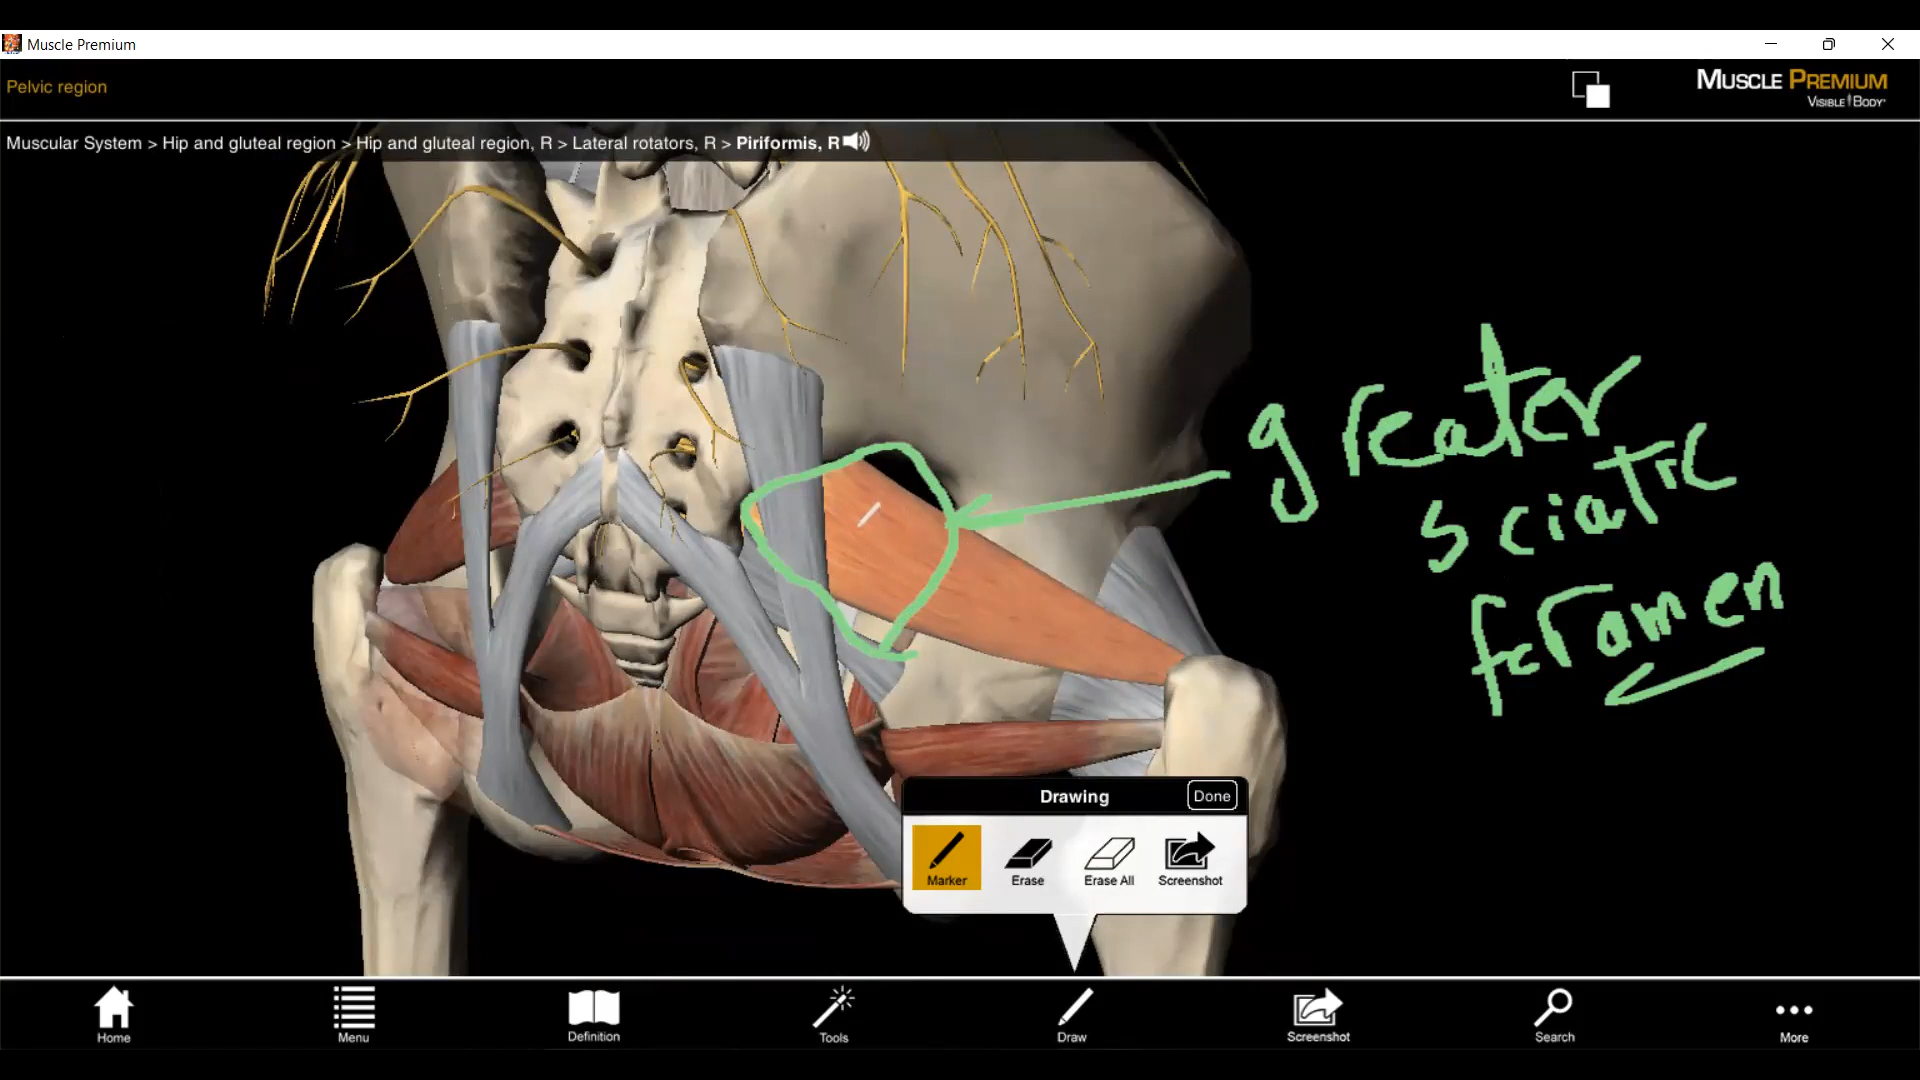 Muscle Premium
Pelvic region
MUSCLE PREMIUM
VISIBLE BODY
Muscular System > Hip and gluteal region > Hip and gluteal region, R > Lateral rotators, R > Piriformis, R
greater
sciatic
foramen
Drawing Done
Marker Erase Erase All Screenshot
Home Menu Definition Tools Draw Screenshot Search More